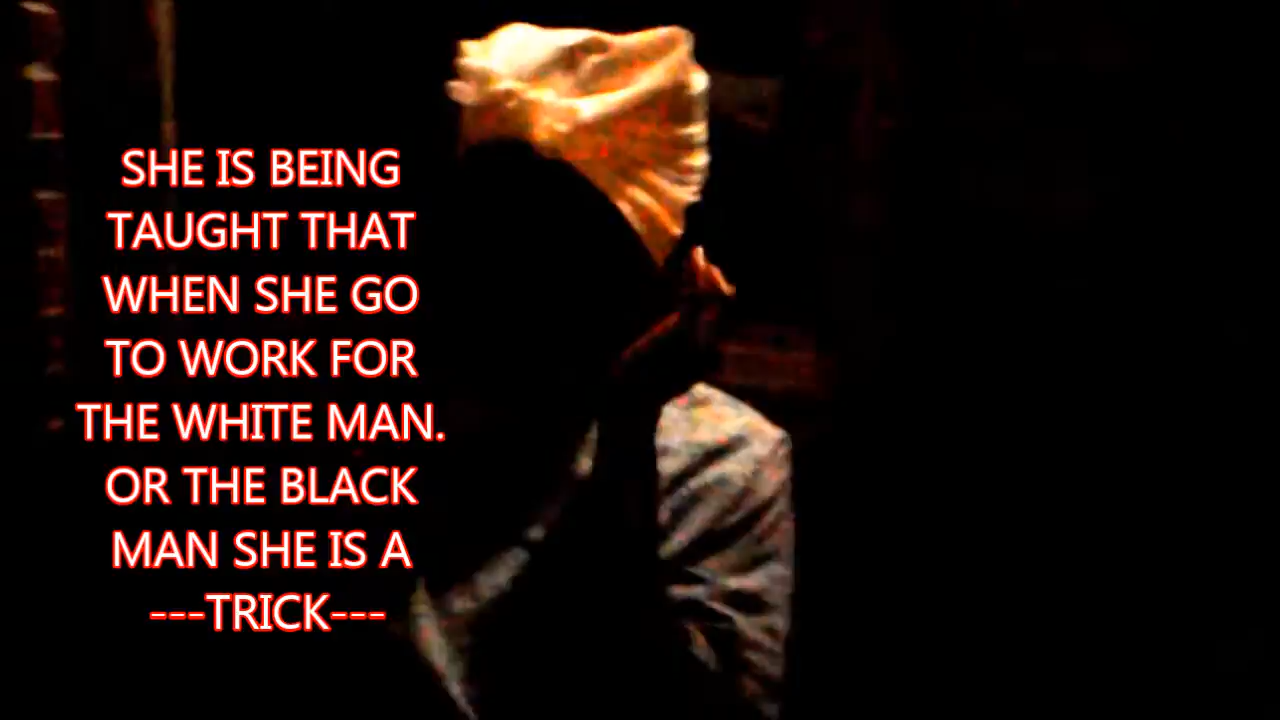 SHE IS BEING
TAUGHT THAT
WHEN SHE GO
TO WORK FOR
THE WHITE MAN.
OR THE BLACK
MAN SHE IS A
---TRICK---